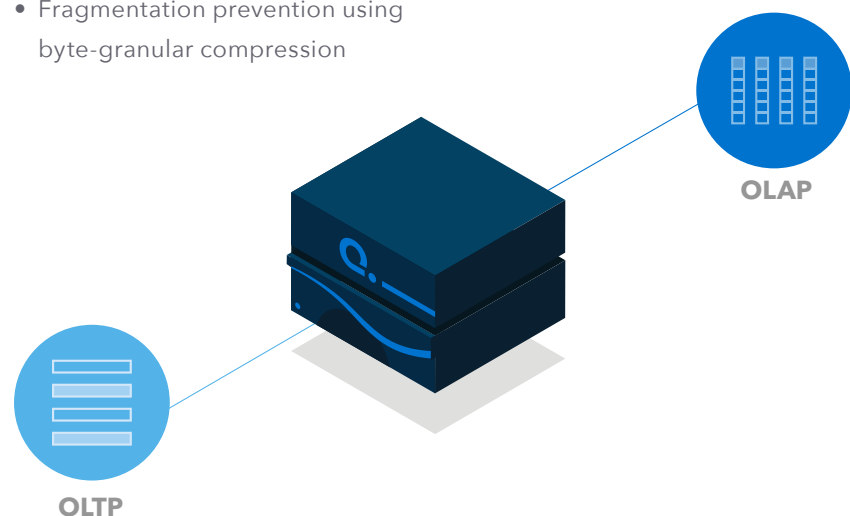 • Fragmentation prevention using
byte-granular compression
OLAP
OLTP